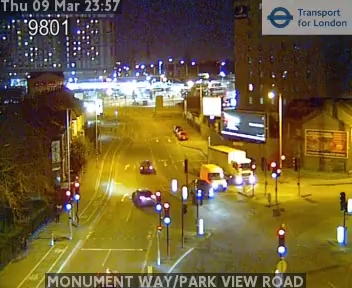 Thu 09 Mar 23:57
9801
Transport
for London
MONUMENT WAY/PARK VIEW ROAD